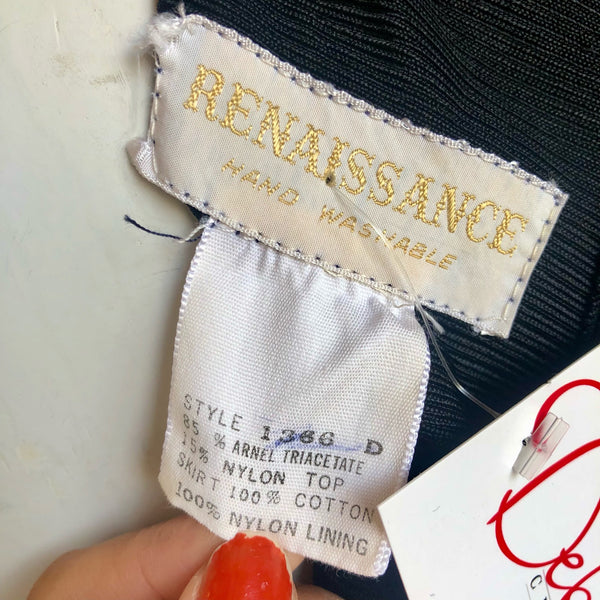 RENAISSANCE
HAND WASHABLE
STYLE 1366 D
85 % ARNEL TRIACETATE
15% NYLON TOP
SKIRT 100% COTTON
100% NYLON LINING